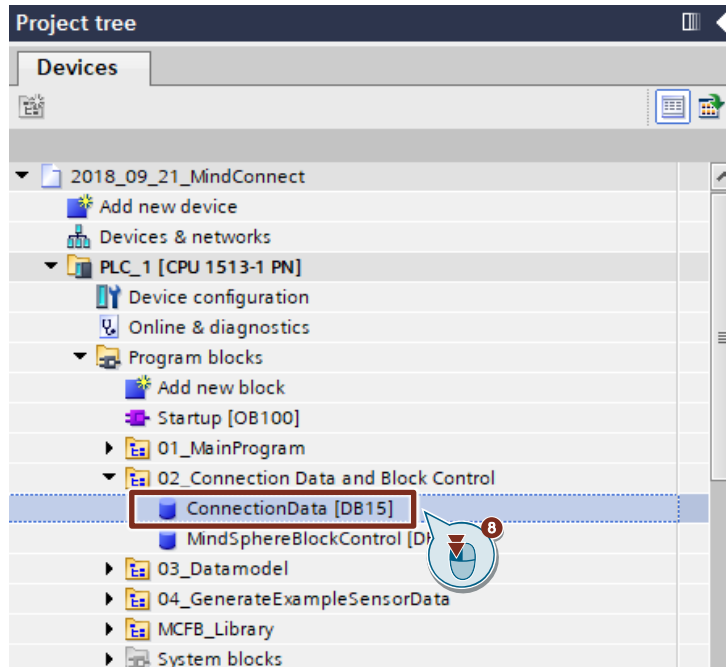 Project tree
Devices
2018_09_21_MindConnect
Add new device
Devices & networks
PLC_1 [CPU 1513-1 PN]
Device configuration
Online & diagnostics
Program blocks
Add new block
Startup [OB100]
01_MainProgram
02_Connection Data and Block Control
ConnectionData [DB15]
8
MindSphereBlockControl
03_Datamodel
04_GenerateExampleSensorData
MCFB_Library
System blocks